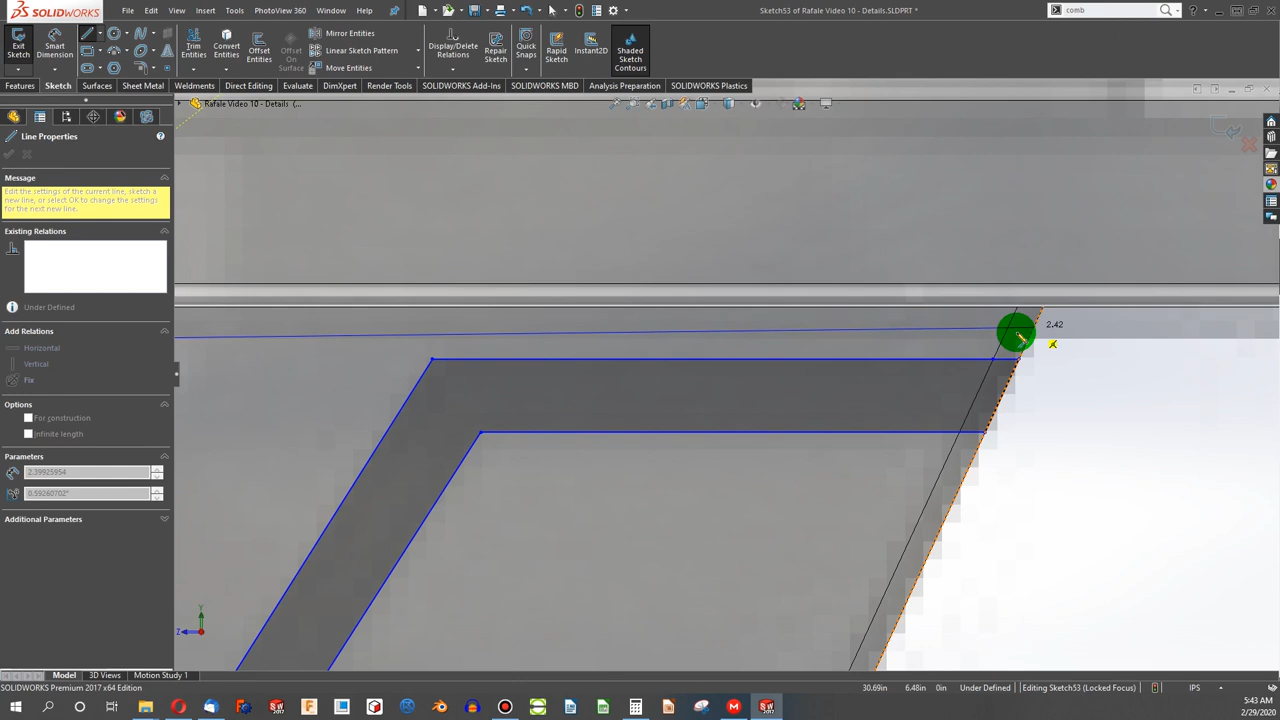 SOLIDWORKS File Edit View Insert Tools PhotoView 360 Window Help Sketch53 of Rafale Video 10 - Details.SLDPRT * comb
Exit Sketch
Smart Dimension
Trim Entities
Convert Entities
Offset Entities
Offset On Surface
Mirror Entities
Linear Sketch Pattern
Move Entities
Display/Delete Relations
Repair Sketch
Quick Snaps
Rapid Sketch
Instant2D
Shaded Sketch Contours
Features Sketch Surfaces Sheet Metal Weldments Direct Editing Evaluate DimXpert Render Tools SOLIDWORKS Add-Ins SOLIDWORKS MBD Analysis Preparation SOLIDWORKS Plastics
Rafale Video 10 - Details (...
Line Properties
Message
Edit the settings of the current line, sketch a
new line, or select OK to change the settings
for the next new line.
Existing Relations
Under Defined
Add Relations
Horizontal
Vertical
Fix
Options
For construction
Infinite length
Parameters
2.39925954
0.59260702°
Additional Parameters
2.42
Y
Z
Model 3D Views Motion Study 1
SOLIDWORKS Premium 2017 x64 Edition 30.69in 6.48in 0in Under Defined Editing Sketch53 (Locked Focus) IPS
5:43 AM
2/29/2020